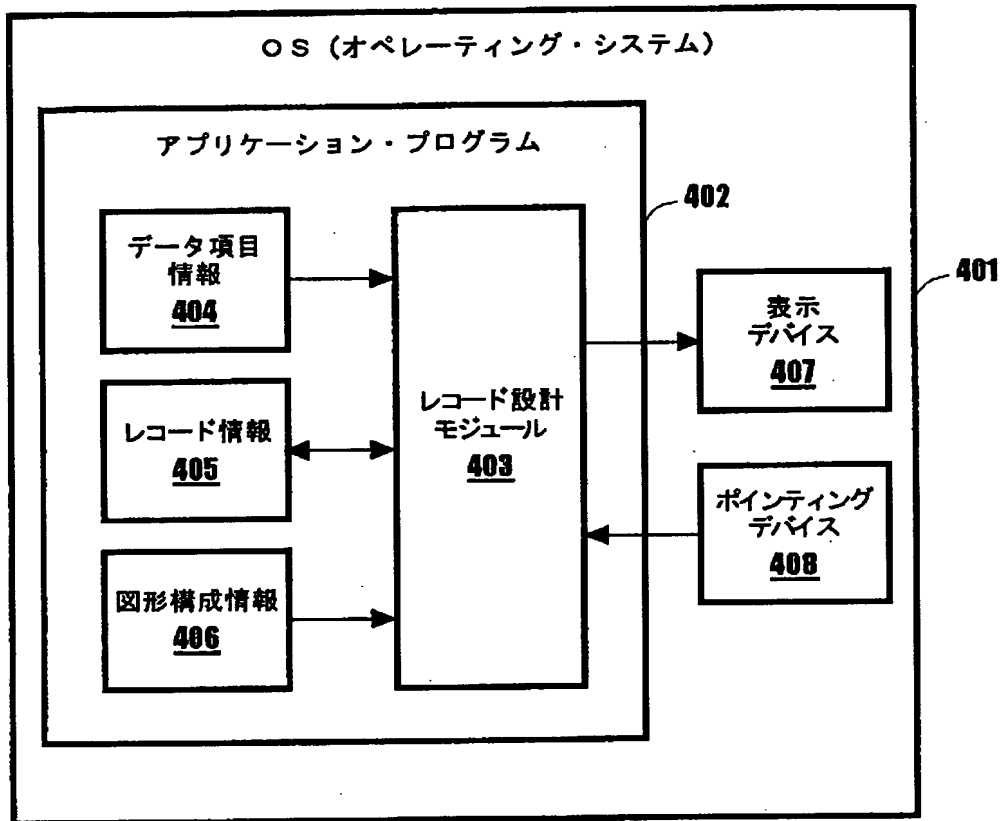 OS (オペレーティング・システム)
アプリケーション・プログラム
402
401
データ項目
情報
404
レコード情報
405
図形構成情報
406
レコード設計
モジュール
403
表示
デバイス
407
ポインティング
デバイス
408